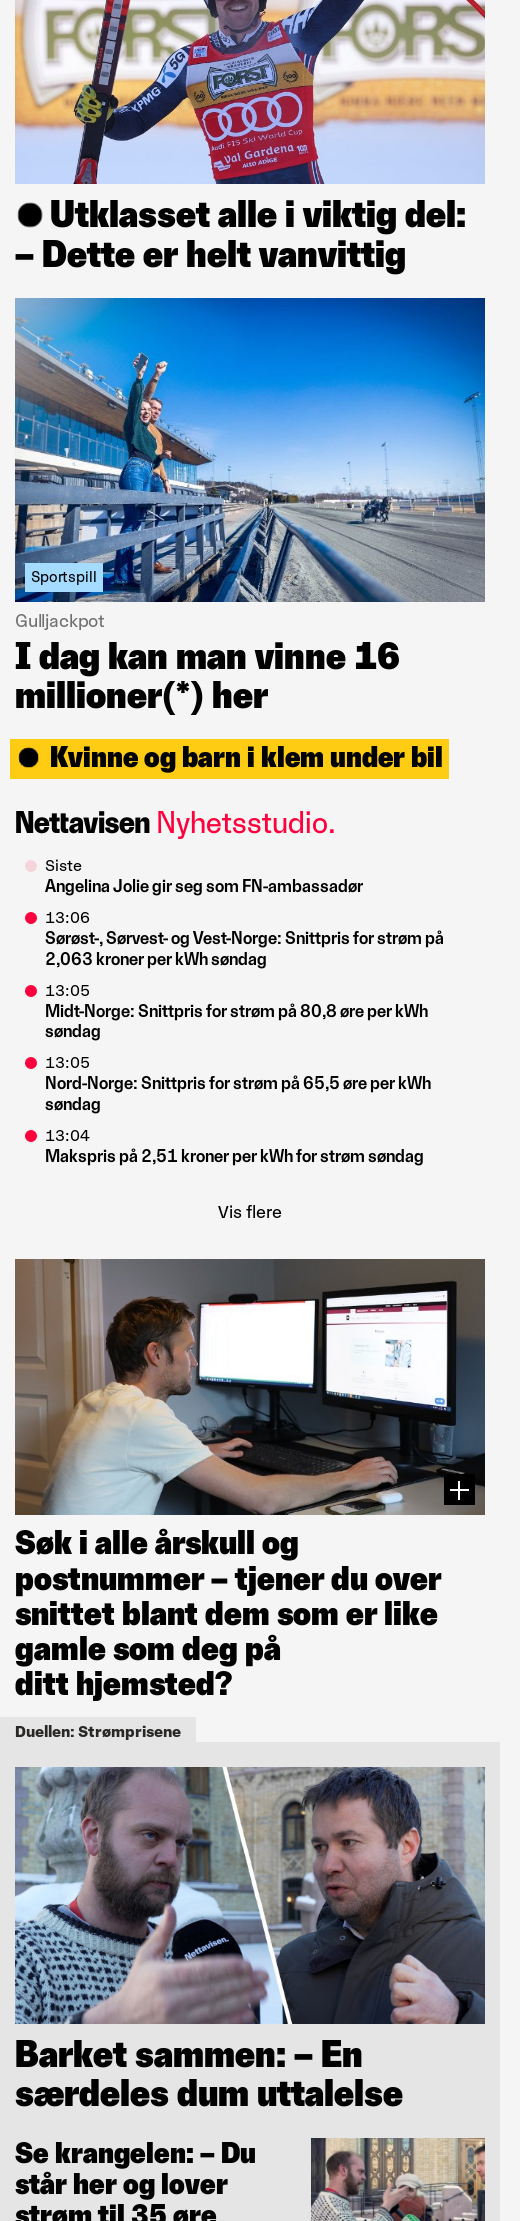 FORST FORST
5G
KPMG
FORST
Audi FIS Ski World Cup
Val Gardena
ALTO ADIGE
Utklasset alle i viktig del:
– Dette er helt vanvittig
Sportspill
Gulljackpot
I dag kan man vinne 16
millioner(*) her
Kvinne og barn i klem under bil
Nettavisen Nyhetsstudio.
Siste
Angelina Jolie gir seg som FN-ambassadør
13:06
Sørøst-, Sørvest- og Vest-Norge: Snittpris for strøm på
2,063 kroner per kWh søndag
13:05
Midt-Norge: Snittpris for strøm på 80,8 øre per kWh
søndag
13:05
Nord-Norge: Snittpris for strøm på 65,5 øre per kWh
søndag
13:04
Makspris på 2,51 kroner per kWh for strøm søndag
Vis flere
Søk i alle årskull og
postnummer – tjener du over
snittet blant dem som er like
gamle som deg på
ditt hjemsted?
Duellen: Strømprisene
Nettavisen.
Barket sammen: – En
særdeles dum uttalelse
Se krangelen: – Du
står her og lover
strøm til 35 øre